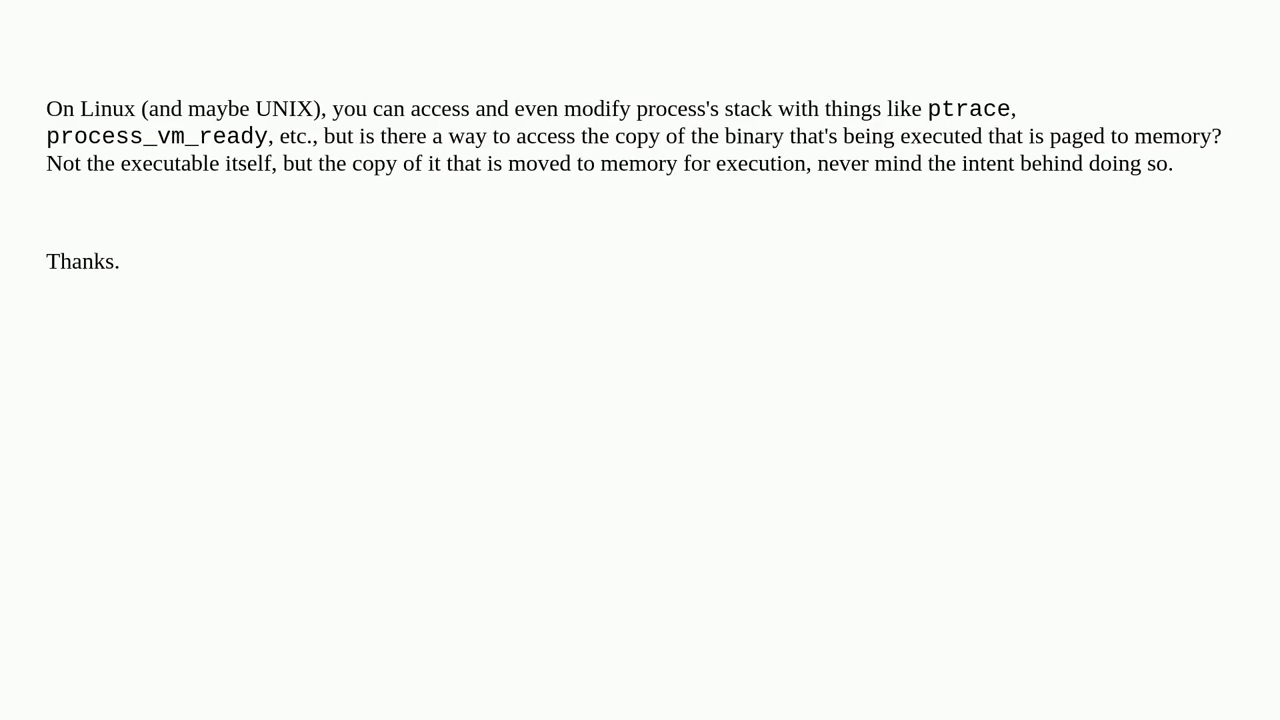 On Linux (and maybe UNIX), you can access and even modify process's stack with things like ptrace,
process_vm_ready, etc., but is there a way to access the copy of the binary that's being executed that is paged to memory?
Not the executable itself, but the copy of it that is moved to memory for execution, never mind the intent behind doing so.
Thanks.